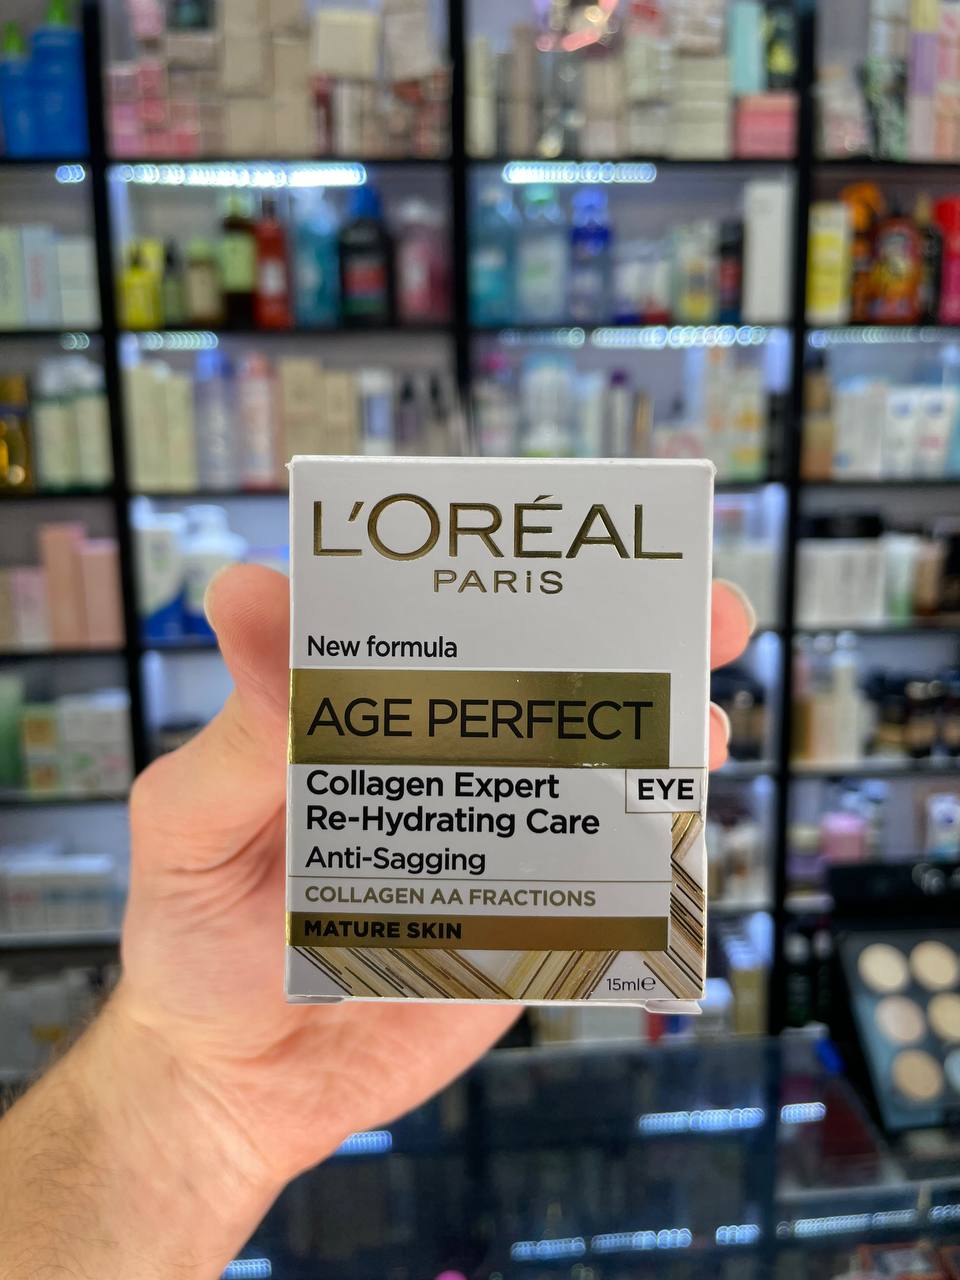 L'ORÉAL
PARiS
New formula
AGE PERFECT
Collagen Expert
EYE
Re-Hydrating Care
Anti-Sagging
COLLAGEN AA FRACTIONS
MATURE SKIN
15ml℮